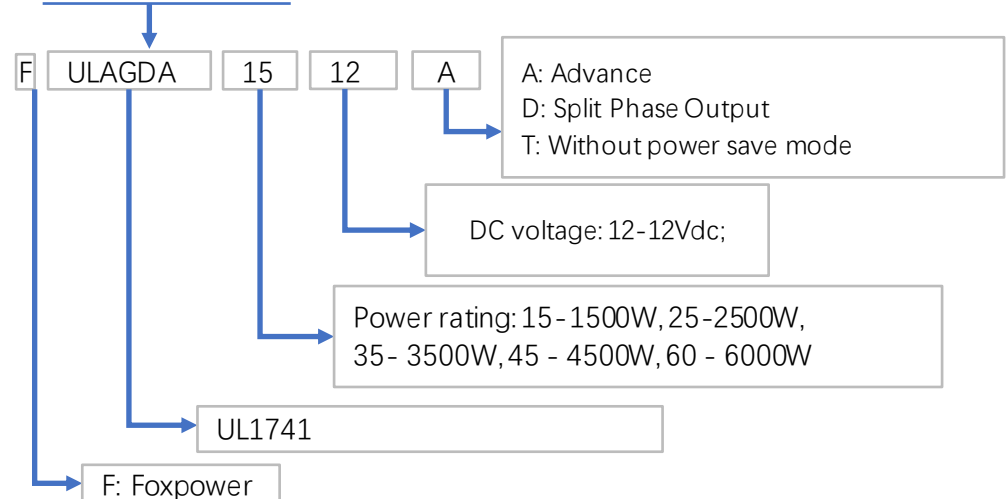 F ULAGDA 15 12 A
A: Advance
D: Split Phase Output
T: Without power save mode
DC voltage: 12-12Vdc;
Power rating: 15-1500W, 25-2500W,
35- 3500W, 45 - 4500W, 60 - 6000W
UL1741
F: Foxpower